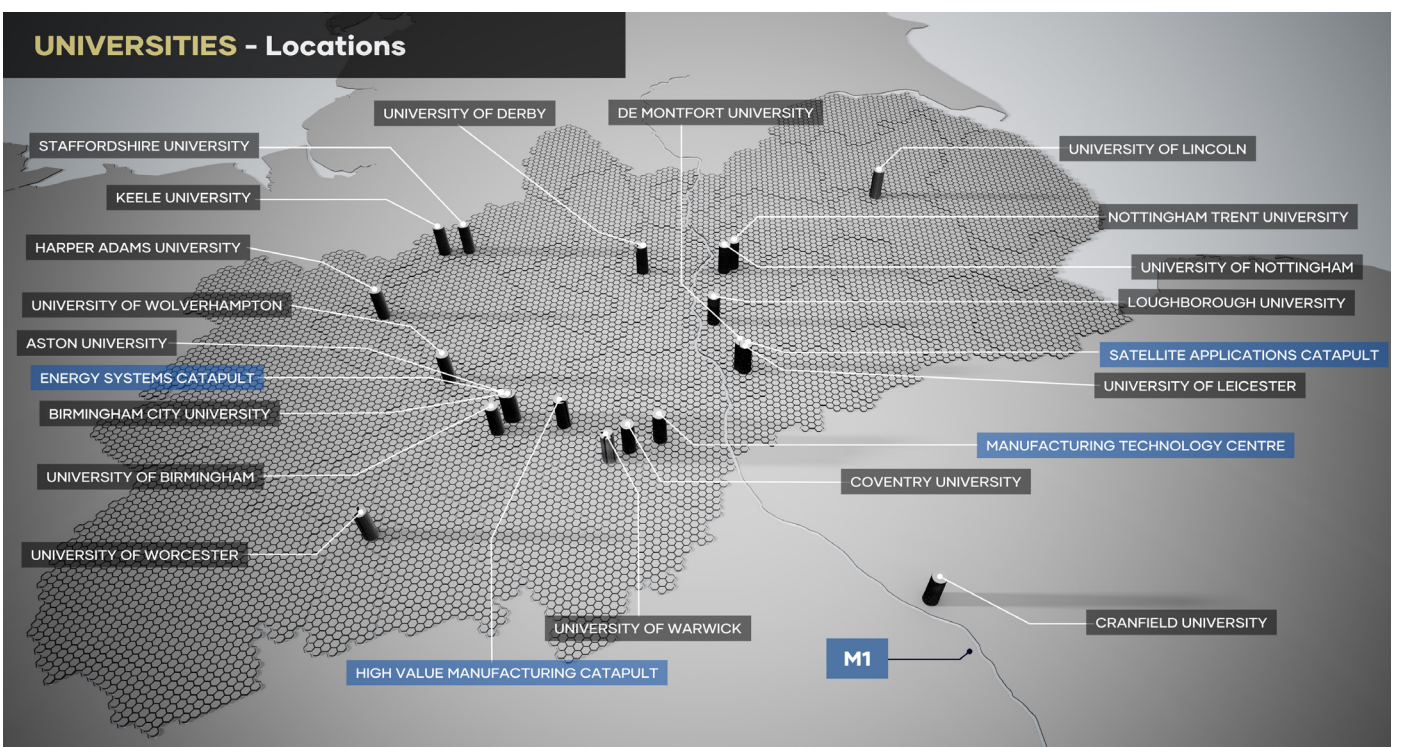 UNIVERSITIES - Locations
UNIVERSITY OF DERBY
DE MONTFORT UNIVERSITY
STAFFORDSHIRE UNIVERSITY
UNIVERSITY OF LINCOLN
KEELE UNIVERSITY
NOTTINGHAM TRENT UNIVERSITY
HARPER ADAMS UNIVERSITY
UNIVERSITY OF NOTTINGHAM
UNIVERSITY OF WOLVERHAMPTON
LOUGHBOROUGH UNIVERSITY
ASTON UNIVERSITY
SATELLITE APPLICATIONS CATAPULT
ENERGY SYSTEMS CATAPULT
UNIVERSITY OF LEICESTER
BIRMINGHAM CITY UNIVERSITY
MANUFACTURING TECHNOLOGY CENTRE
UNIVERSITY OF BIRMINGHAM
COVENTRY UNIVERSITY
UNIVERSITY OF WORCESTER
UNIVERSITY OF WARWICK
CRANFIELD UNIVERSITY
M1
HIGH VALUE MANUFACTURING CATAPULT